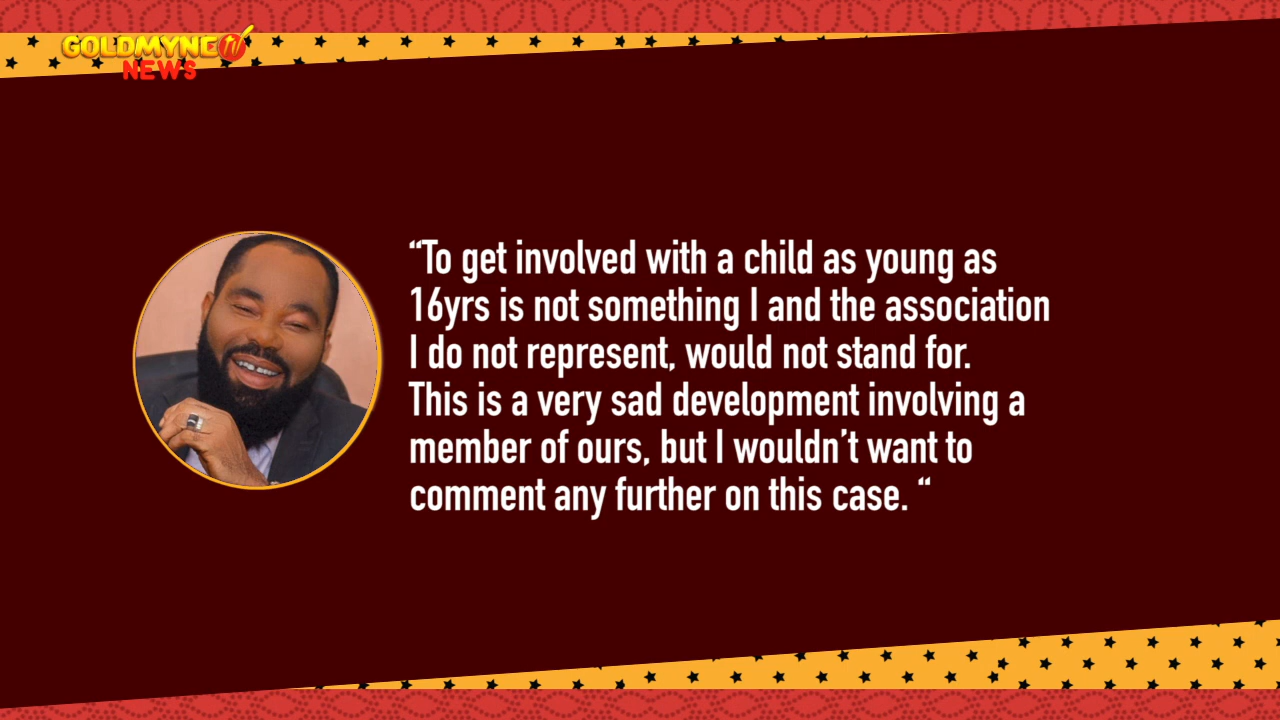 GOLDMYNE TV
NEWS
“To get involved with a child as young as
16yrs is not something I and the association
I do not represent, would not stand for.
This is a very sad development involving a
member of ours, but I wouldn’t want to
comment any further on this case. “